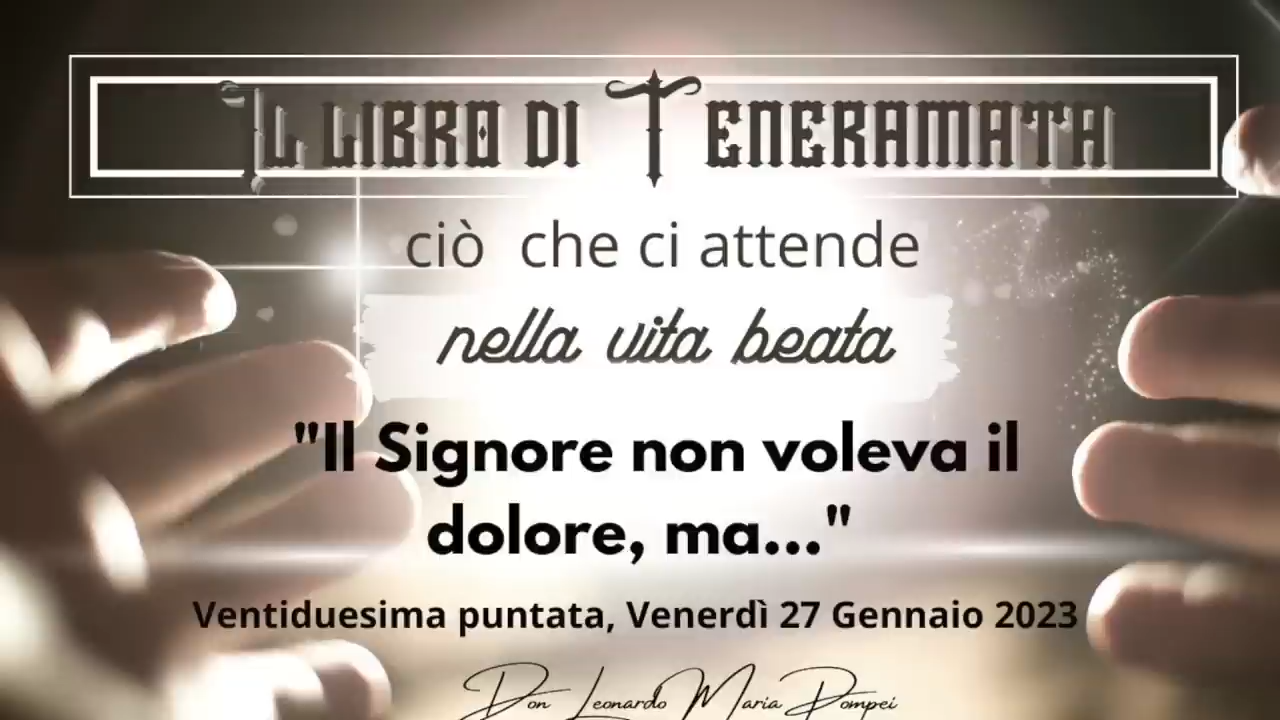 IL LIBRO DI TENERAMATA
ciò che ci attende
nella vita beata
"Il Signore non voleva il
dolore, ma..."
Ventiduesima puntata, Venerdì 27 Gennaio 2023
Don Leonardo Maria Pompei